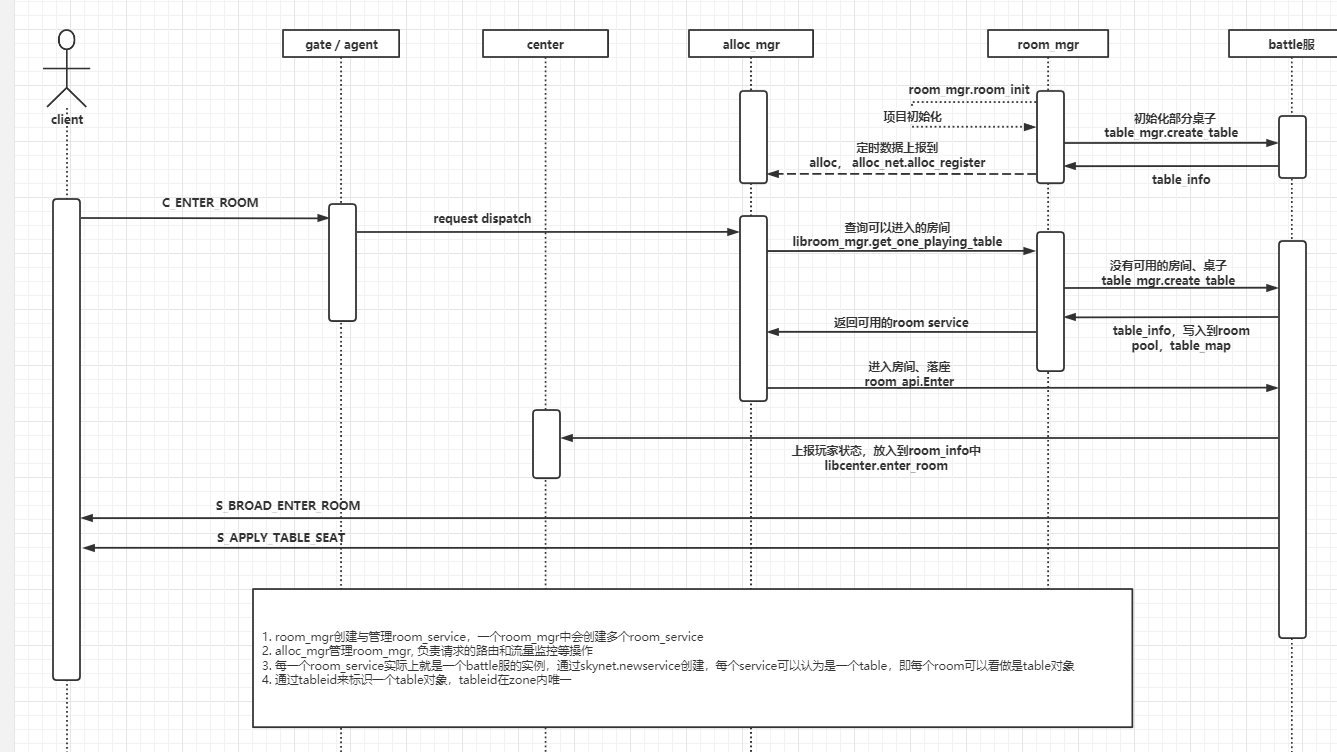 gate / agent
center
alloc_mgr
room_mgr
battle服
client
room_mgr.room_init
项目初始化
初始化部分桌子
table_mgr.create_table
定时数据上报到
alloc， alloc_net.alloc_register
table_info
C_ENTER_ROOM
request dispatch
查询可以进入的房间
libroom_mgr.get_one_playing_table
没有可用的房间、桌子
table_mgr.create_table
返回可用的room service
table_info，写入到room
pool，table_map
进入房间、落座
room_api.Enter
上报玩家状态，放入到room_info中
libcenter.enter_room
S_BROAD_ENTER_ROOM
S_APPLY_TABLE_SEAT
1. room_mgr创建与管理room_service，一个room_mgr中会创建多个room_service
2. alloc_mgr管理room_mgr, 负责请求的路由和流量监控等操作
3. 每一个room_service实际上就是一个battle服的实例，通过skynet.newservice创建，每个service可以认为是一个table，即每个room可以看做是table对象
4. 通过tableid来标识一个table对象，tableid在zone内唯一